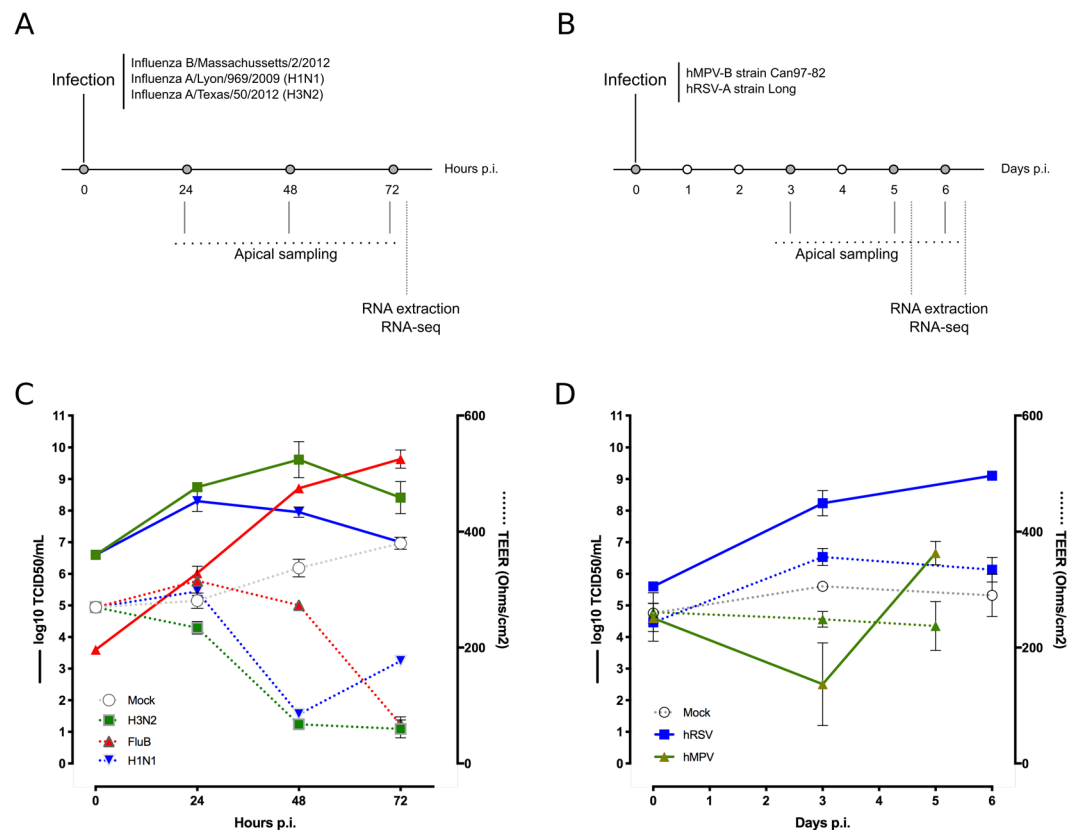 A
Infection
Influenza B/Massachussetts/2/2012
Influenza A/Lyon/969/2009 (H1N1)
Influenza A/Texas/50/2012 (H3N2)
Hours p.i.
0 24 48 72
Apical sampling
RNA extraction
RNA-seq
B
Infection
hMPV-B strain Can97-82
hRSV-A strain Long
Days p.i.
0 1 2 3 4 5 6
Apical sampling
RNA extraction
RNA-seq
C
log10 TCID50/mL
11
10
9
8
7
6
5
4
3
2
1
0
600
400
200
0
TEER (Ohms/cm2)
Mock
H3N2
FluB
H1N1
0 24 48 72
Hours p.i.
D
log10 TCID50/mL
11
10
9
8
7
6
5
4
3
2
1
0
600
400
200
0
TEER (Ohms/cm2)
Mock
hRSV
hMPV
0 1 2 3 4 5 6
Days p.i.